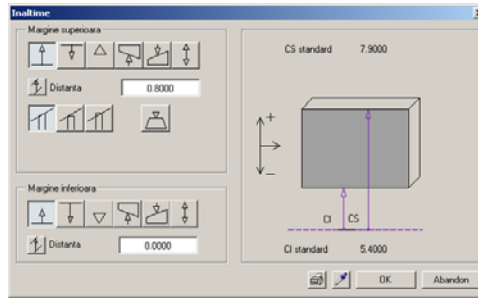 Inaltime
Margine superioara
Distanta 0.8000
Margine inferioara
Distanta 0.0000
CS standard 7.9000
+
CI CS
CI standard 5.4000
OK Abandon